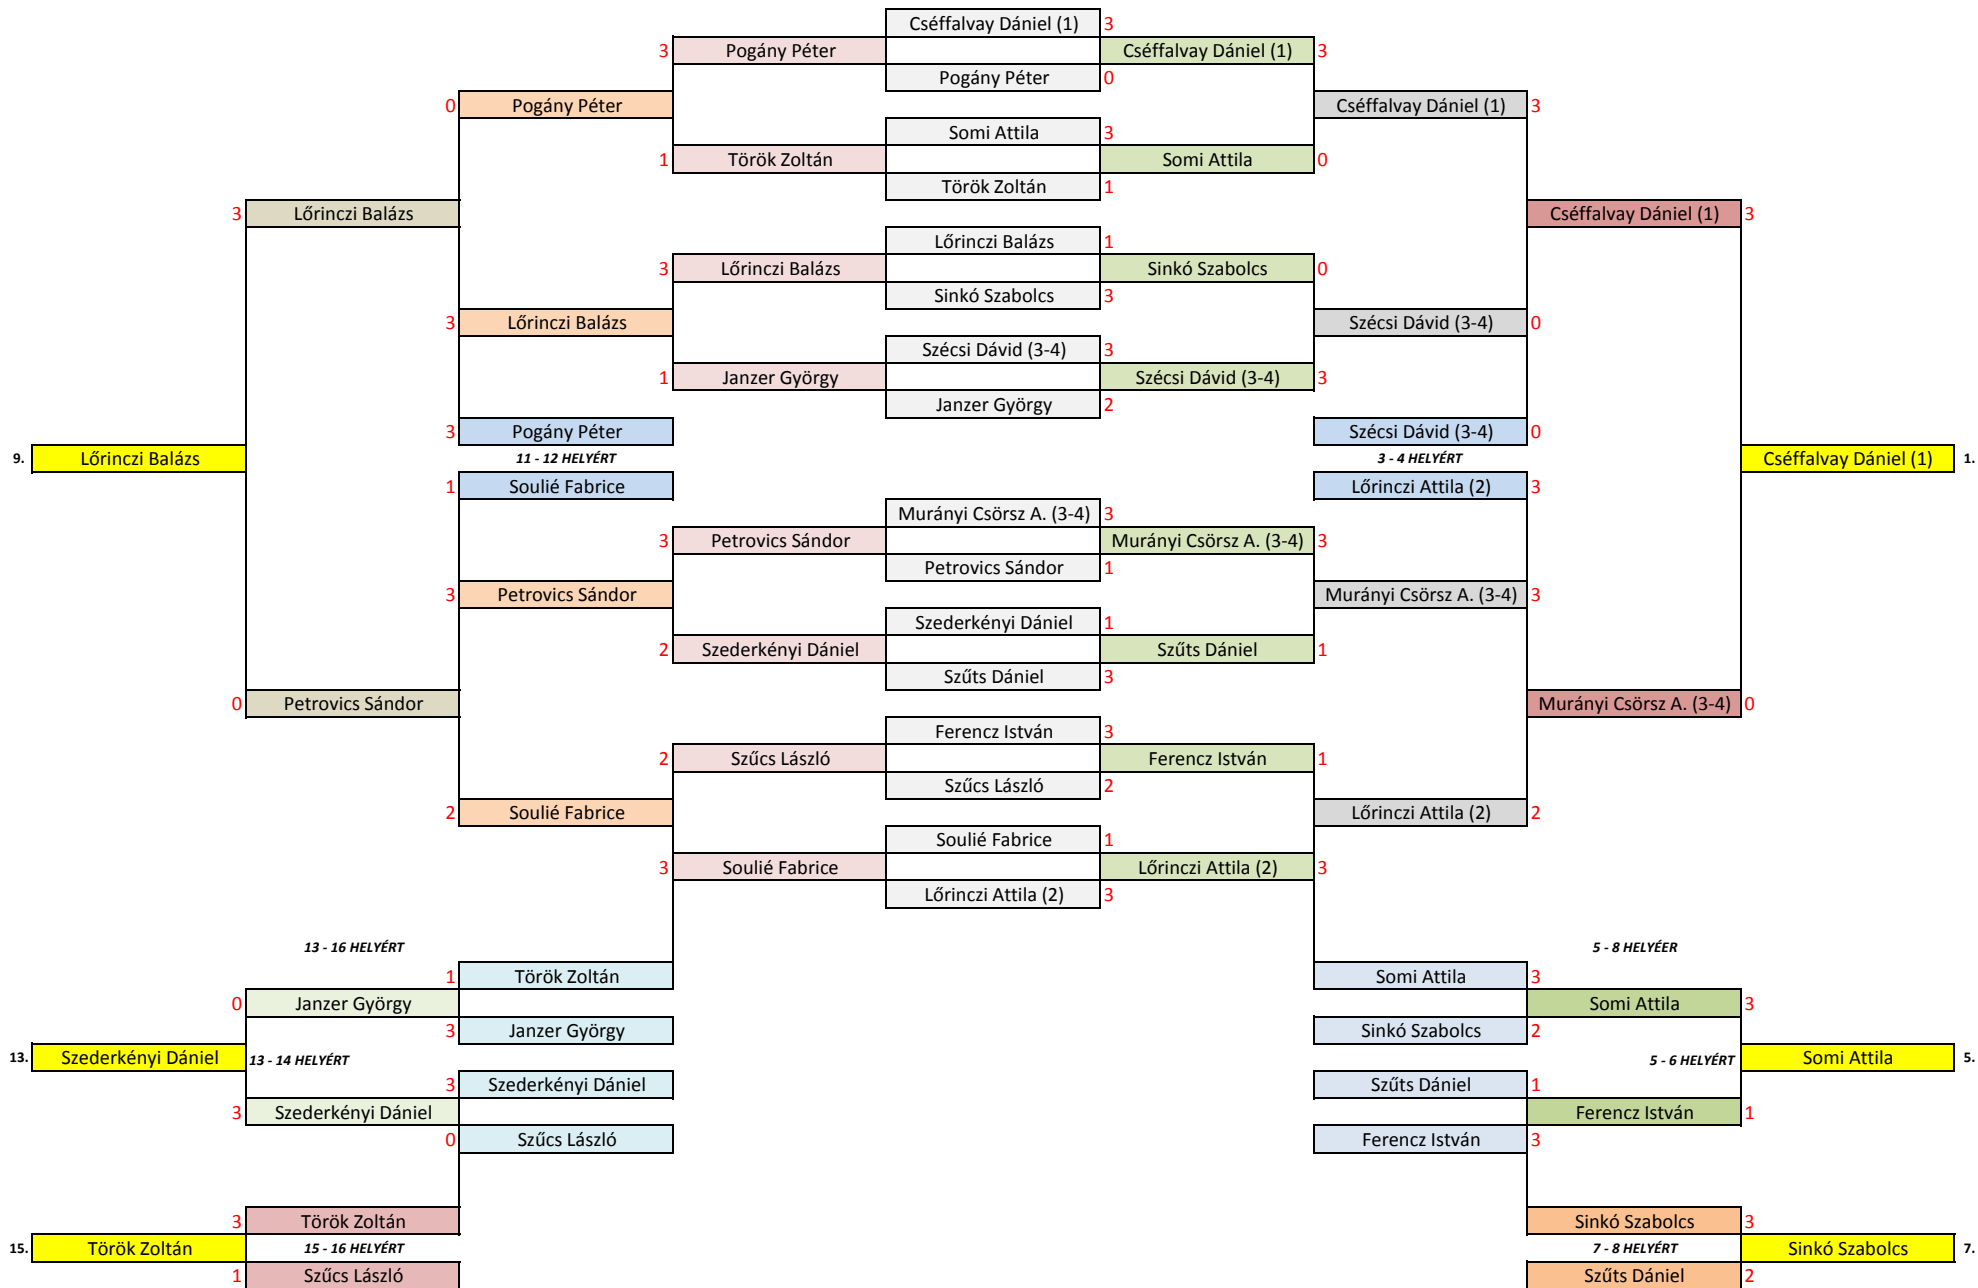 Cséffalvay Dániel (1) 3
3 Pogány Péter Cséffalvay Dániel (1) 3
Pogány Péter 0
0 Pogány Péter Cséffalvay Dániel (1) 3
Somi Attila 3
1 Török Zoltán Somi Attila 0
Török Zoltán 1
3 Lőrinczi Balázs Cséffalvay Dániel (1) 3
Lőrinczi Balázs 1
3 Lőrinczi Balázs Sinkó Szabolcs 0
Sinkó Szabolcs 3
3 Lőrinczi Balázs Szécsi Dávid (3-4) 0
Szécsi Dávid (3-4) 3
1 Janzer György Szécsi Dávid (3-4) 3
Janzer György 2
3 Pogány Péter Szécsi Dávid (3-4) 0
9. Lőrinczi Balázs 11 - 12 HELYÉRT 3 - 4 HELYÉRT Cséffalvay Dániel (1) 1.
1 Soulié Fabrice Lőrinczi Attila (2) 3
Murányi Csörsz A. (3-4) 3
3 Petrovics Sándor Murányi Csörsz A. (3-4) 3
Petrovics Sándor 1
3 Petrovics Sándor Murányi Csörsz A. (3-4) 3
Szederkényi Dániel 1
2 Szederkényi Dániel Szűts Dániel 1
Szűts Dániel 3
0 Petrovics Sándor Murányi Csörsz A. (3-4) 0
Ferencz István 3
2 Szűcs László Ferencz István 1
Szűcs László 2
2 Soulié Fabrice Lőrinczi Attila (2) 2
Soulié Fabrice 1
3 Soulié Fabrice Lőrinczi Attila (2) 3
Lőrinczi Attila (2) 3
13 - 16 HELYÉRT 5 - 8 HELYÉER
1 Török Zoltán Somi Attila 3
0 Janzer György Somi Attila 3
3 Janzer György Sinkó Szabolcs 2
13. Szederkényi Dániel 13 - 14 HELYÉRT 5 - 6 HELYÉRT Somi Attila 5.
3 Szederkényi Dániel Szűts Dániel 1
3 Szederkényi Dániel Ferencz István 1
0 Szűcs László Ferencz István 3
3 Török Zoltán Sinkó Szabolcs 3
15. Török Zoltán 15 - 16 HELYÉRT 7 - 8 HELYÉRT Sinkó Szabolcs 7.
1 Szűcs László Szűts Dániel 2